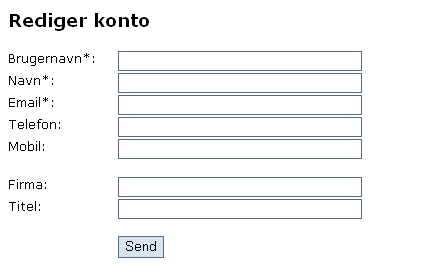 Rediger konto
Brugernavn*:
Navn*:
Email*:
Telefon:
Mobil:
Firma:
Titel:
Send